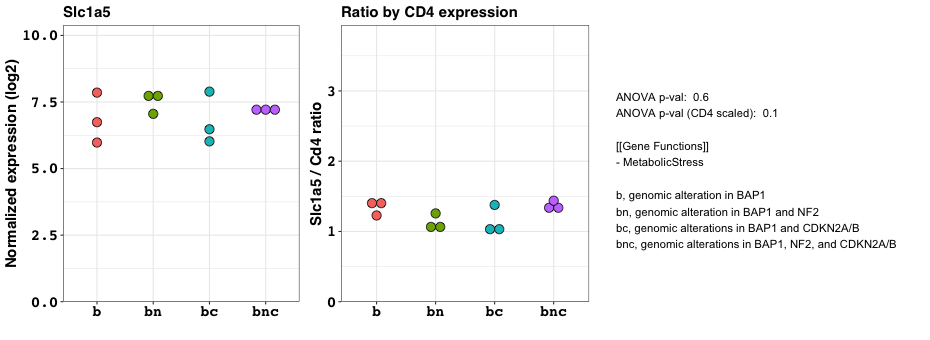 Slc1a5
Normalized expression (log2)
10.0
7.5
5.0
2.5
0.0
b bn bc bnc
Ratio by CD4 expression
Slc1a5 / Cd4 ratio
3
2
1
0
b bn bc bnc
ANOVA p-val:  0.6
ANOVA p-val (CD4 scaled):  0.1
[[Gene Functions]]
- MetabolicStress
b, genomic alteration in BAP1
bn, genomic alteration in BAP1 and NF2
bc, genomic alterations in BAP1 and CDKN2A/B
bnc, genomic alterations in BAP1, NF2, and CDKN2A/B